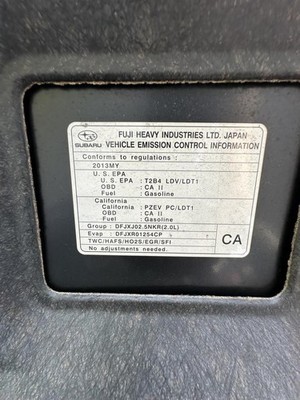 FUJI HEAVY INDUSTRIES LTD. JAPAN
SUBARU VEHICLE EMISSION CONTROL INFORMATION
Conforms to regulations :
2013MY
U.S. EPA
U.S. EPA : T2B4 LDV/LDT1
OBD : CA II
Fuel : Gasoline
California
California : PZEV PC/LDT1
OBD : CA II
Fuel : Gasoline
Group : DFJXJ02.5NKR(2.0L)
Evap : DFJXR01254CP
TWC/HAFS/HO2S/EGR/SFI
No adjustments needed.
CA